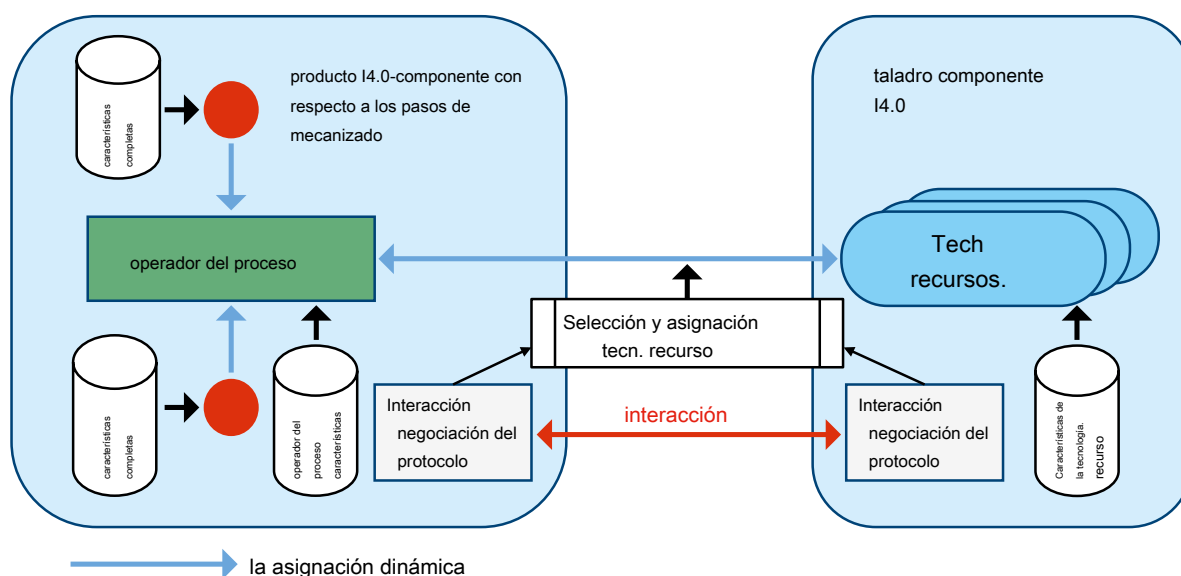 características
completas
producto I4.0-componente con
respecto a los pasos de
mecanizado
taladro componente
I4.0
operador del proceso
Tech
recursos.
Selección y asignación
tecn. recurso
características
completas
operador del
proceso
características
Interacción
negociación del
protocolo
interacción
Interacción
negociación del
protocolo
Características de
la tecnología.
recurso
la asignación dinámica